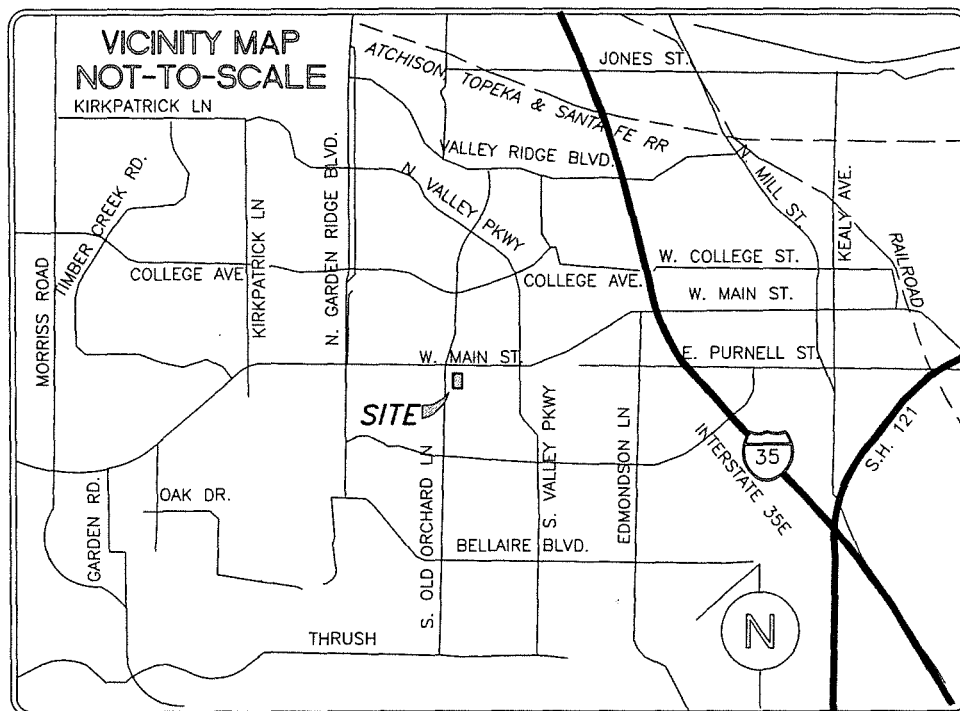 VICINITY MAP
NOT-TO-SCALE
KIRKPATRICK LN
ATCHISON TOPEKA & SANTA FE RR
JONES ST.
VALLEY RIDGE BLVD.
N VALLEY PKWY
N. MILL ST.
KEALY AVE.
RAILROAD
TIMBER CREEK RD.
MORRISS ROAD
COLLEGE AVE
KIRKPATRICK LN
N. GARDEN RIDGE BLVD.
COLLEGE AVE.
W. COLLEGE ST.
W. MAIN ST.
W. MAIN ST.
E. PURNELL ST.
SITE
S. OLD ORCHARD LN
S. VALLEY PKWY
EDMONDSON LN
INTERSTATE 35E
35
S.H. 121
GARDEN RD.
OAK DR.
BELLAIRE BLVD.
THRUSH
N